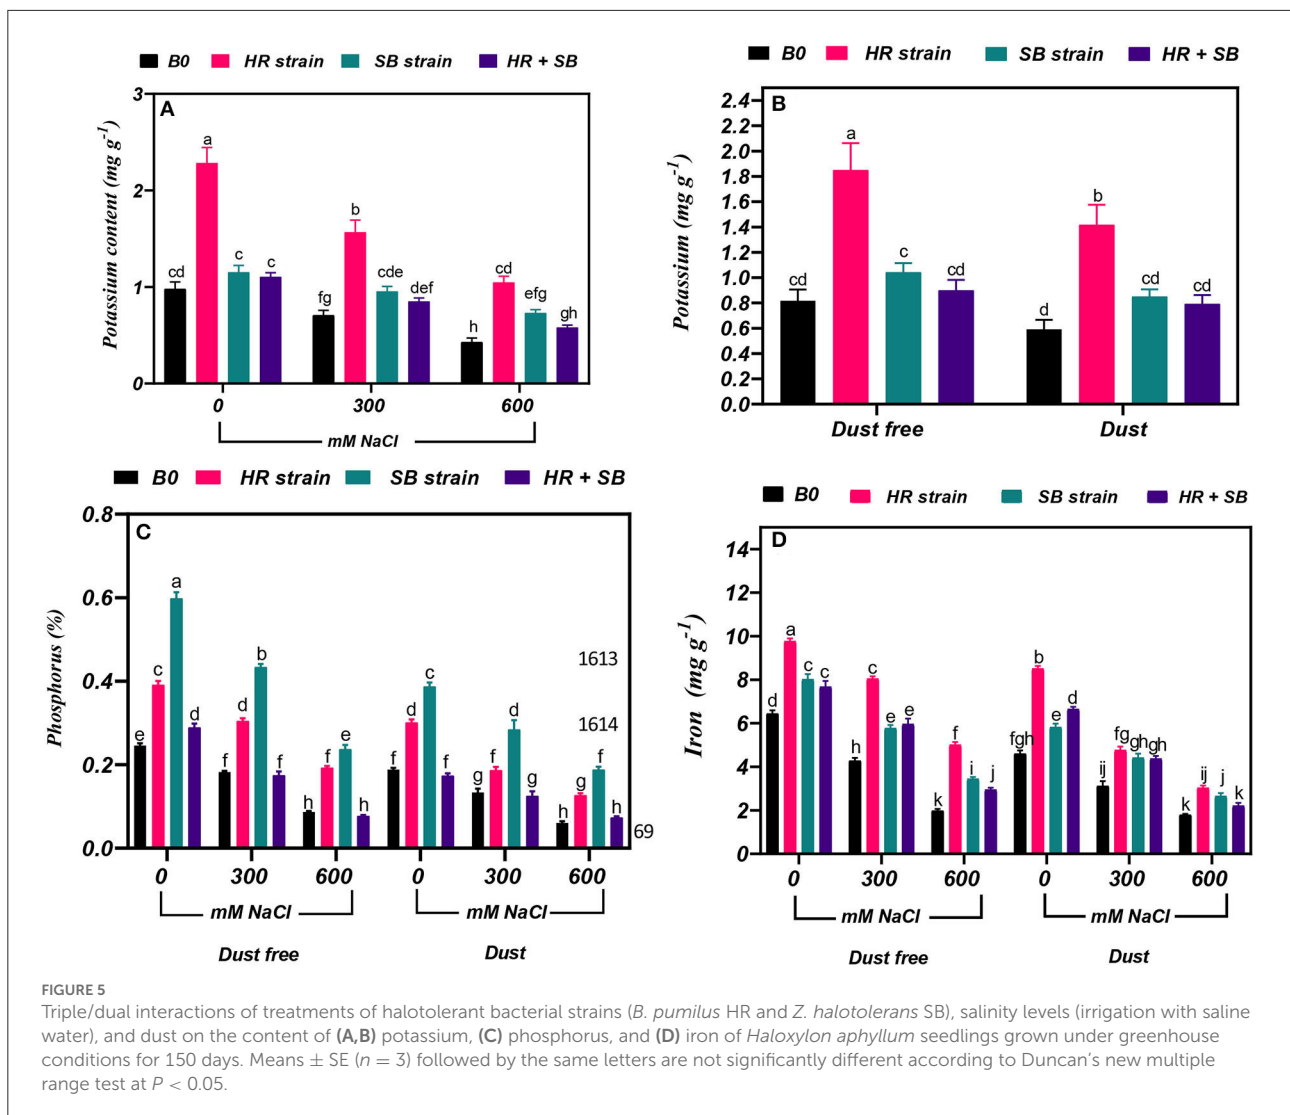 B0 HR strain SB strain HR + SB
A
Potassium content (mg g⁻¹)
3
2
1
0
cd a c c
fg b cde def
h cd efg gh
0 300 600
mM NaCl
B0 HR strain SB strain HR + SB
B
Potassium (mg g⁻¹)
2.4
2.2
2.0
1.8
1.6
1.4
1.2
1.0
0.8
0.6
0.4
0.2
0.0
cd a c cd
d b cd cd
Dust free Dust
B0 HR strain SB strain HR + SB
C
Phosphorus (%)
0.8
0.6
0.4
0.2
0.0
e c a d
f d b f
h f e h
f d c f
g f d g
h g f h
1613
1614
69
0 300 600 0 300 600
mM NaCl mM NaCl
Dust free Dust
B0 HR strain SB strain HR + SB
D
Iron (mg g⁻¹)
14
12
10
8
6
4
2
0
d a c c
h c e e
k f i j
fgh b e d
ij fg gh gh
k ij j k
0 300 600 0 300 600
mM NaCl mM NaCl
Dust free Dust
FIGURE 5
Triple/dual interactions of treatments of halotolerant bacterial strains (B. pumilus HR and Z. halotolerans SB), salinity levels (irrigation with saline
water), and dust on the content of (A,B) potassium, (C) phosphorus, and (D) iron of Haloxylon aphyllum seedlings grown under greenhouse
conditions for 150 days. Means ± SE (n = 3) followed by the same letters are not significantly different according to Duncan’s new multiple
range test at P < 0.05.